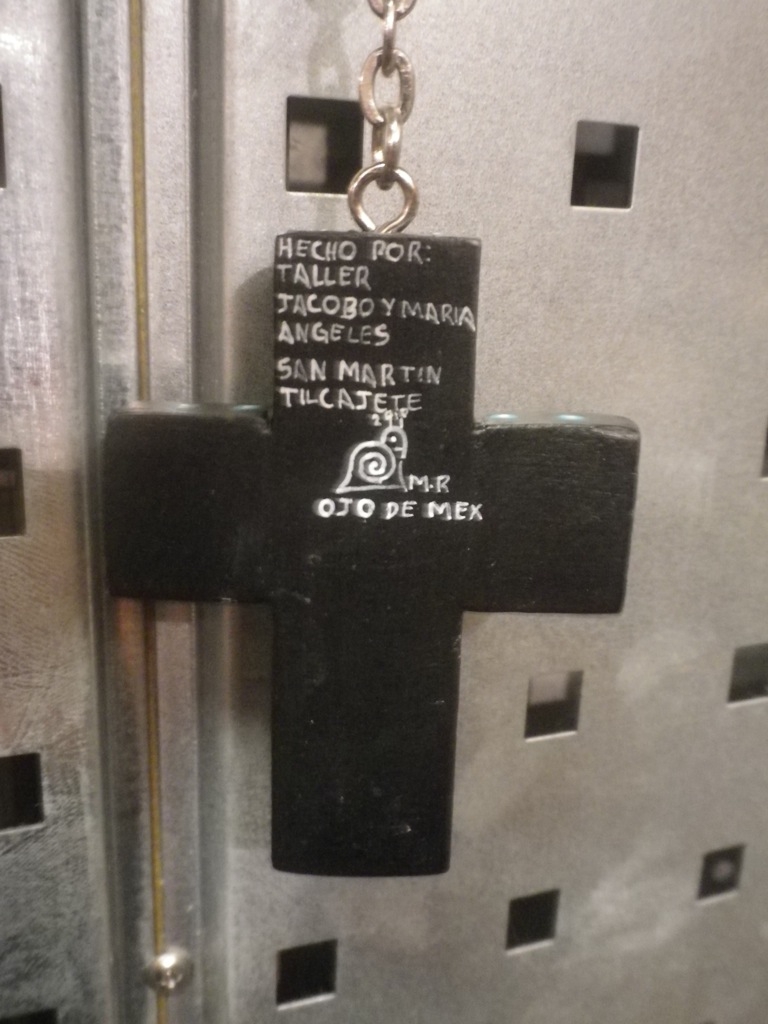 HECHO POR:
TALLER
JACOBO Y MARIA
ANGELES
SAN MARTIN
TILCAJETE
M.R
OJO DE MEX